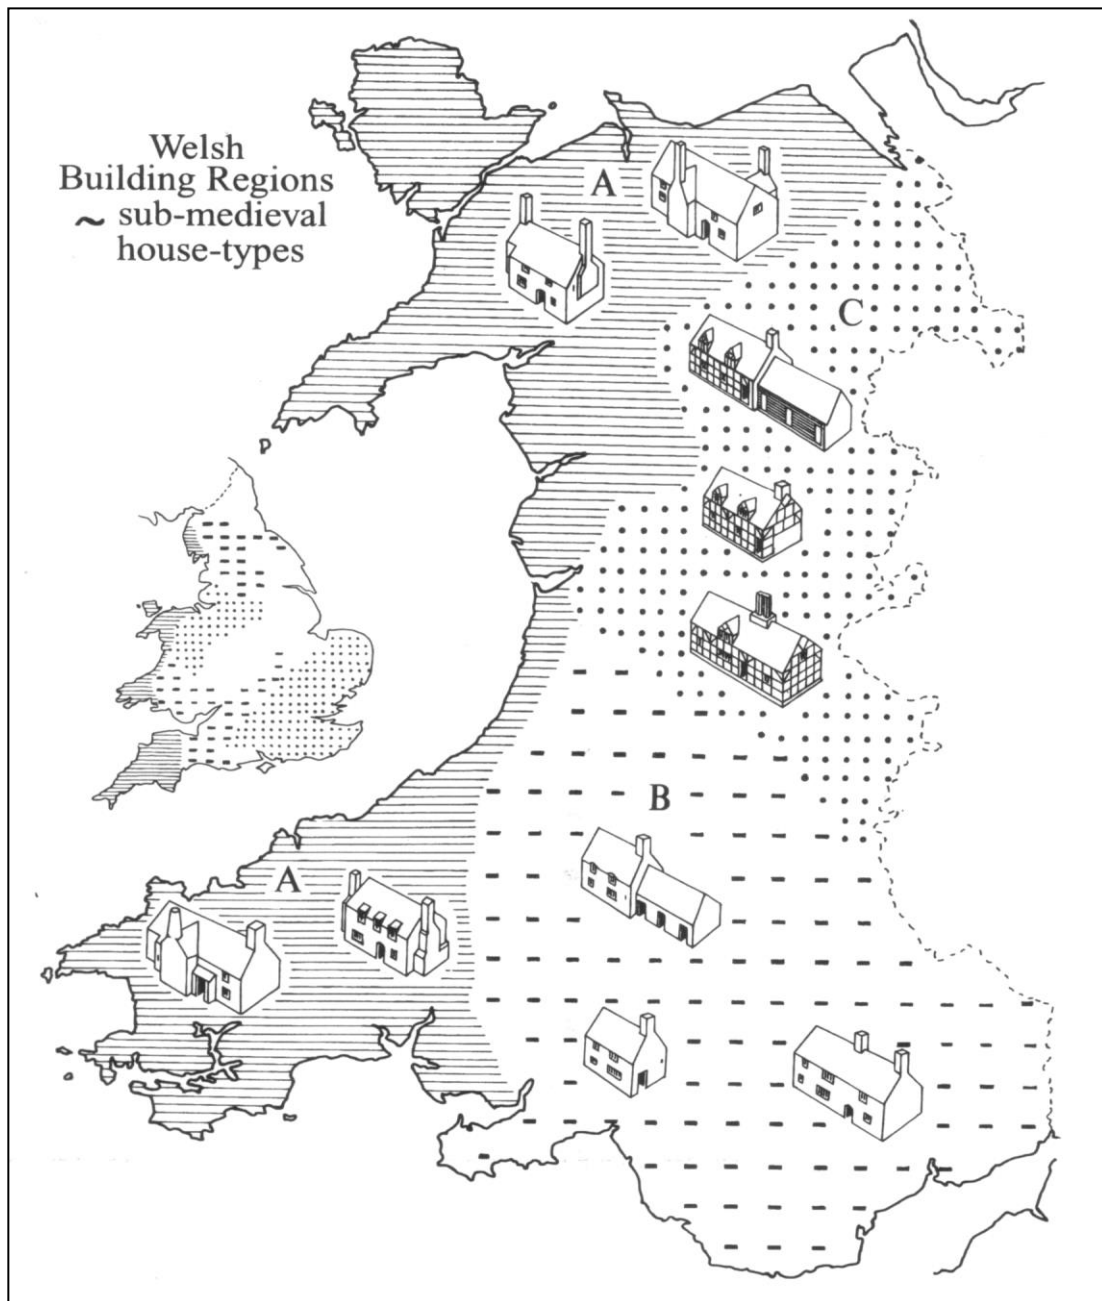 Welsh
Building Regions
~ sub-medieval
house-types
A
C
B
A